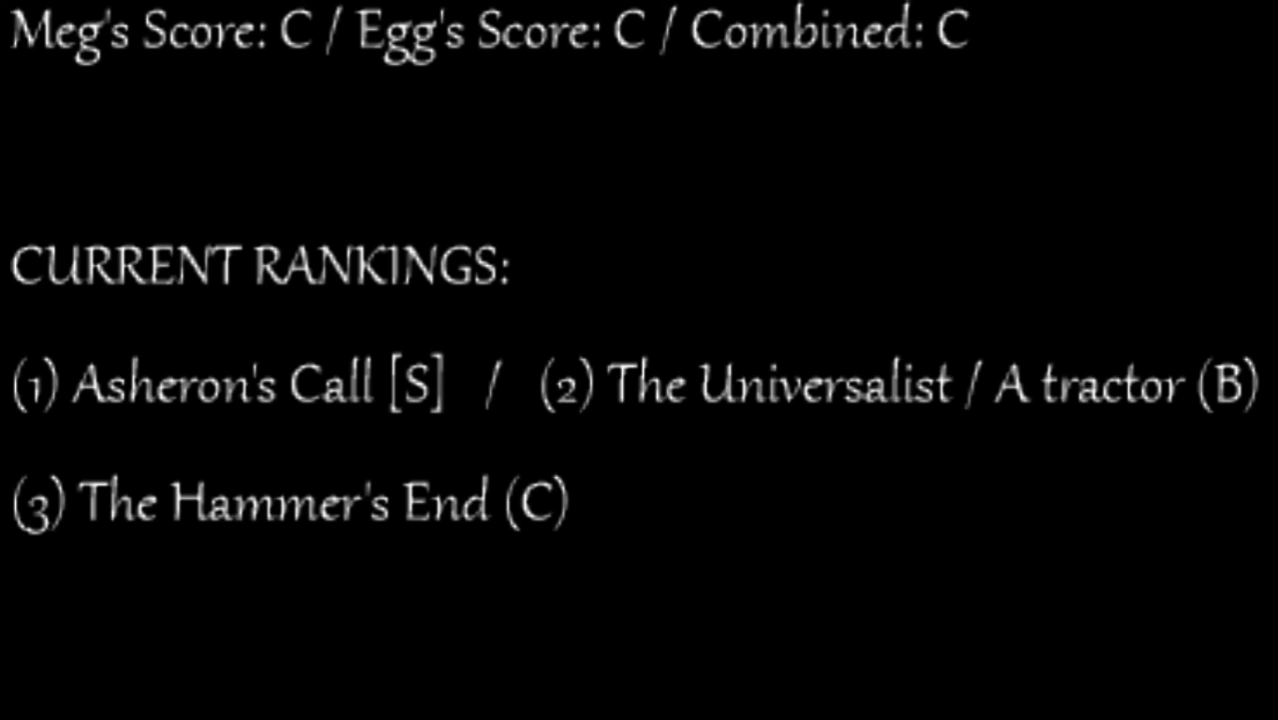 Meg's Score: C / Egg's Score: C / Combined: C
CURRENT RANKINGS:
(1) Asheron's Call [S] / (2) The Universalist / A tractor (B)
(3) The Hammer's End (C)